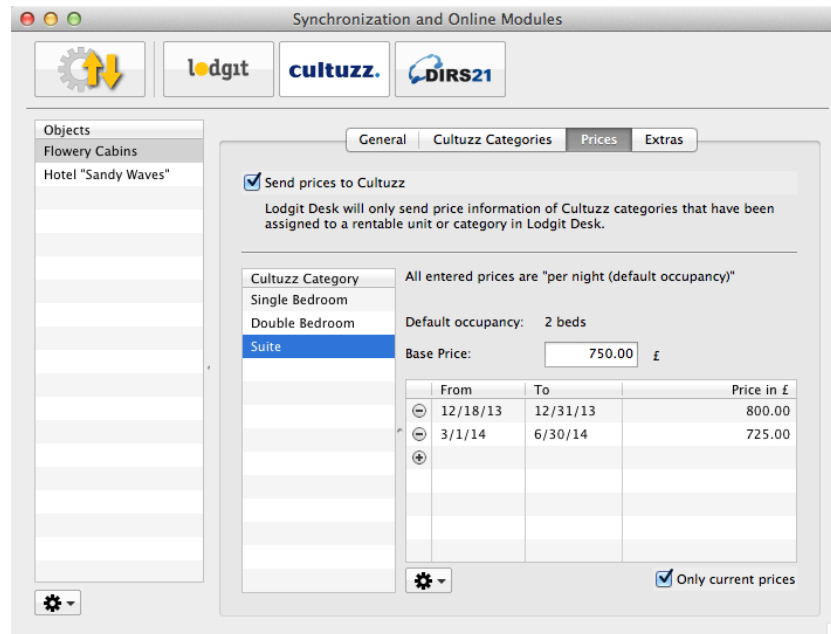 Synchronization and Online Modules
lodgit
cultuzz.
DIRS21
Objects
Flowery Cabins
Hotel "Sandy Waves"
General
Cultuzz Categories
Prices
Extras
Send prices to Cultuzz
Lodgit Desk will only send price information of Cultuzz categories that have been
assigned to a rentable unit or category in Lodgit Desk.
Cultuzz Category
Single Bedroom
Double Bedroom
Suite
All entered prices are "per night (default occupancy)"
Default occupancy: 2 beds
Base Price: 750.00 £
From To Price in £
12/18/13 12/31/13 800.00
3/1/14 6/30/14 725.00
Only current prices